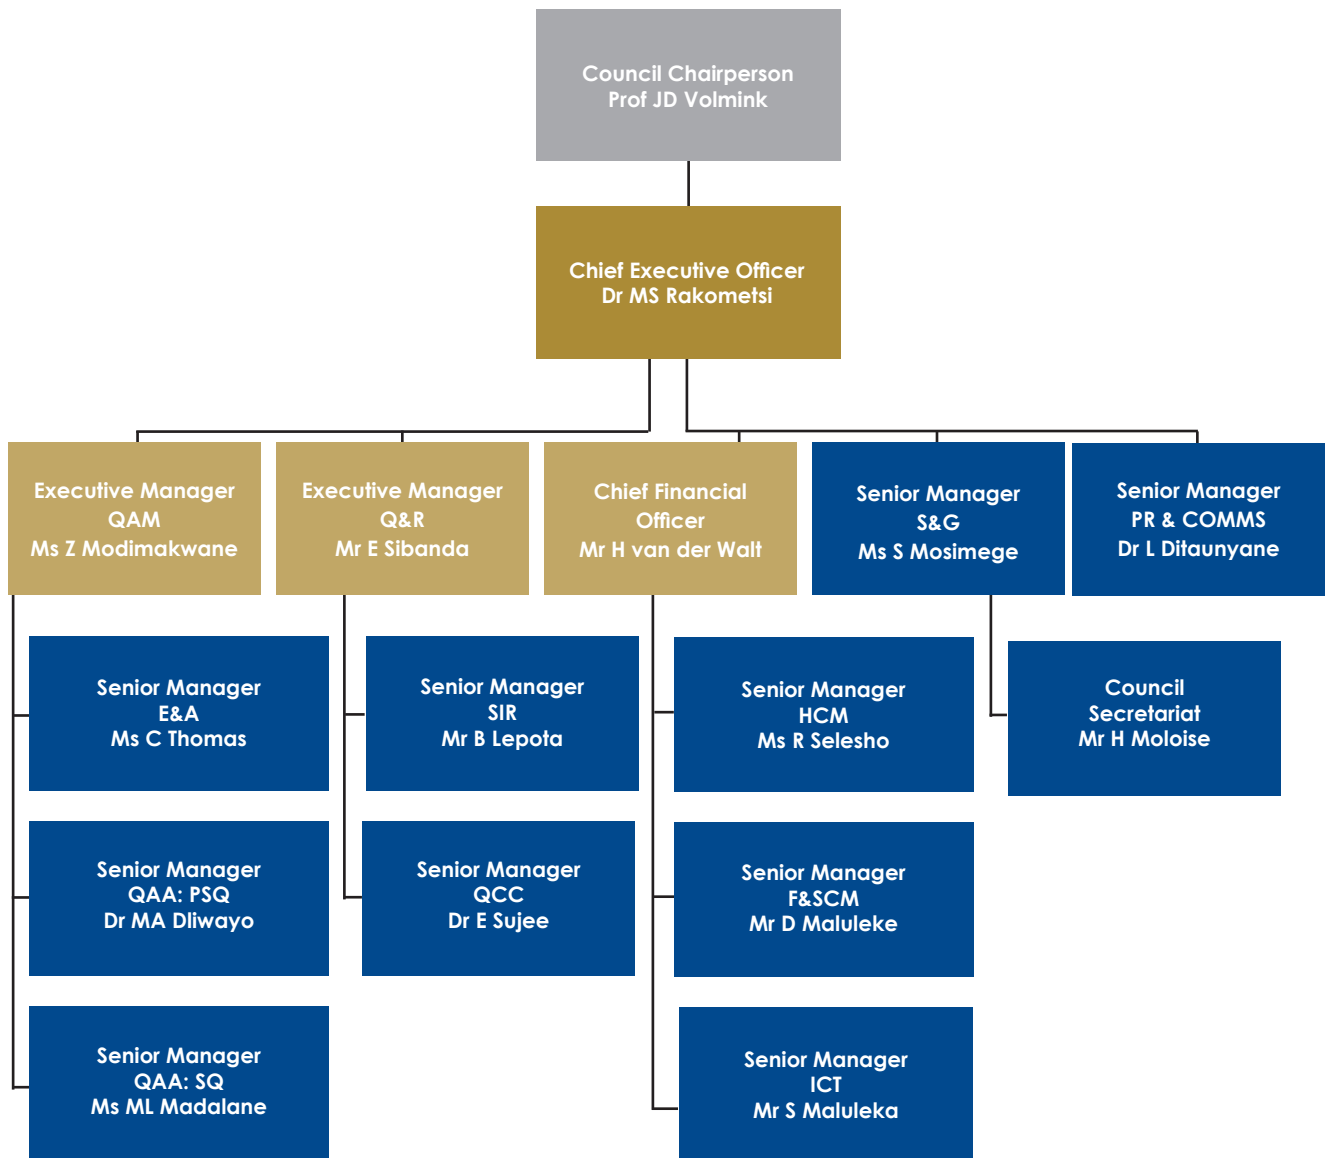 Council Chairperson
Prof JD Volmink
Chief Executive Officer
Dr MS Rakometsi
Executive Manager
QAM
Ms Z Modimakwane
Executive Manager
Q&R
Mr E Sibanda
Chief Financial
Officer
Mr H van der Walt
Senior Manager
S&G
Ms S Mosimege
Senior Manager
PR & COMMS
Dr L Ditaunyane
Senior Manager
E&A
Ms C Thomas
Senior Manager
SIR
Mr B Lepota
Senior Manager
HCM
Ms R Selesho
Council
Secretariat
Mr H Moloise
Senior Manager
QAA: PSQ
Dr MA Dliwayo
Senior Manager
QCC
Dr E Sujee
Senior Manager
F&SCM
Mr D Maluleke
Senior Manager
QAA: SQ
Ms ML Madalane
Senior Manager
ICT
Mr S Maluleka